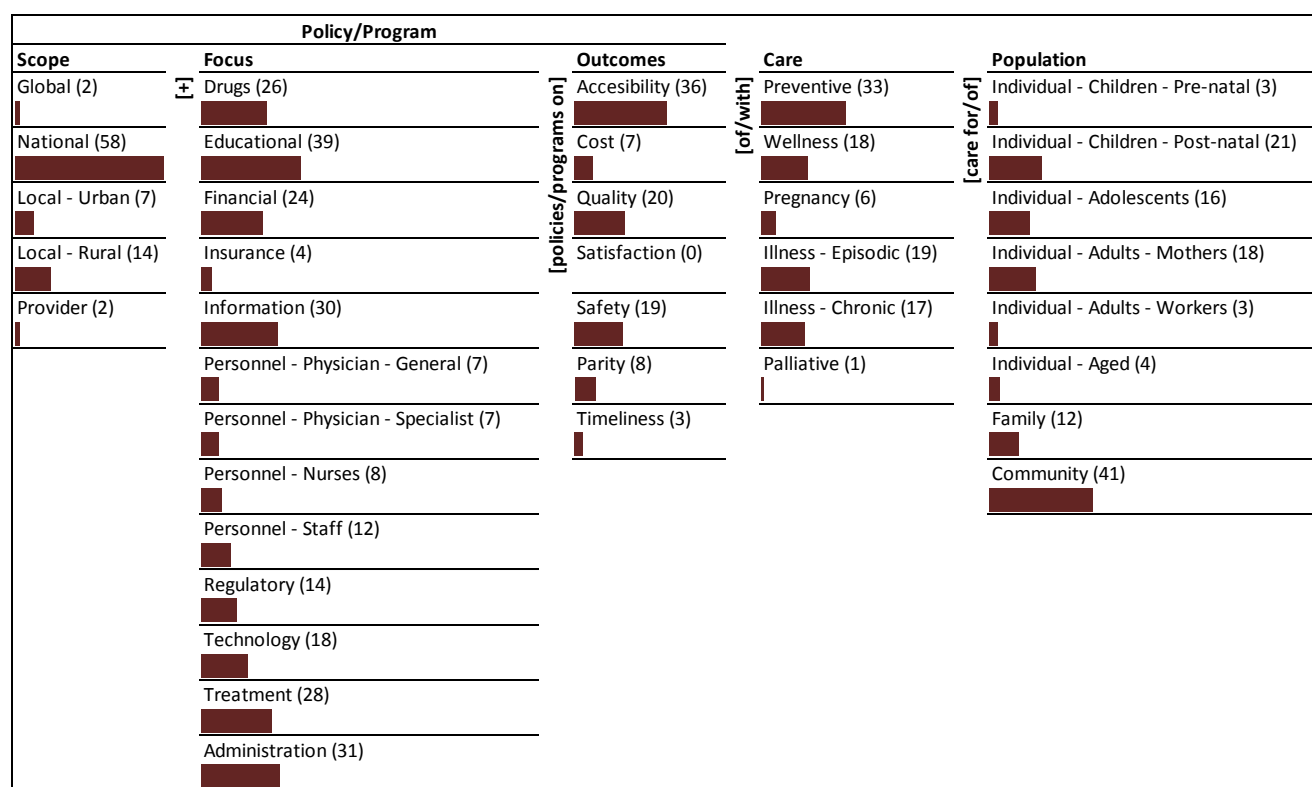 Policy/Program
Scope
Focus
Outcomes
Care
Population
Global (2)
National (58)
Local - Urban (7)
Local - Rural (14)
Provider (2)
[+]
Drugs (26)
Educational (39)
Financial (24)
Insurance (4)
Information (30)
Personnel - Physician - General (7)
Personnel - Physician - Specialist (7)
Personnel - Nurses (8)
Personnel - Staff (12)
Regulatory (14)
Technology (18)
Treatment (28)
Administration (31)
[policies/programs on]
Accesibility (36)
Cost (7)
Quality (20)
Satisfaction (0)
Safety (19)
Parity (8)
Timeliness (3)
[of/with]
Preventive (33)
Wellness (18)
Pregnancy (6)
Illness - Episodic (19)
Illness - Chronic (17)
Palliative (1)
[care for/of]
Individual - Children - Pre-natal (3)
Individual - Children - Post-natal (21)
Individual - Adolescents (16)
Individual - Adults - Mothers (18)
Individual - Adults - Workers (3)
Individual - Aged (4)
Family (12)
Community (41)